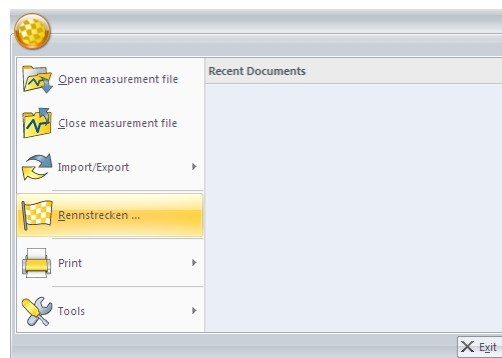 Recent Documents
Open measurement file
Close measurement file
Import/Export
Rennstrecken ...
Print
Tools
Exit